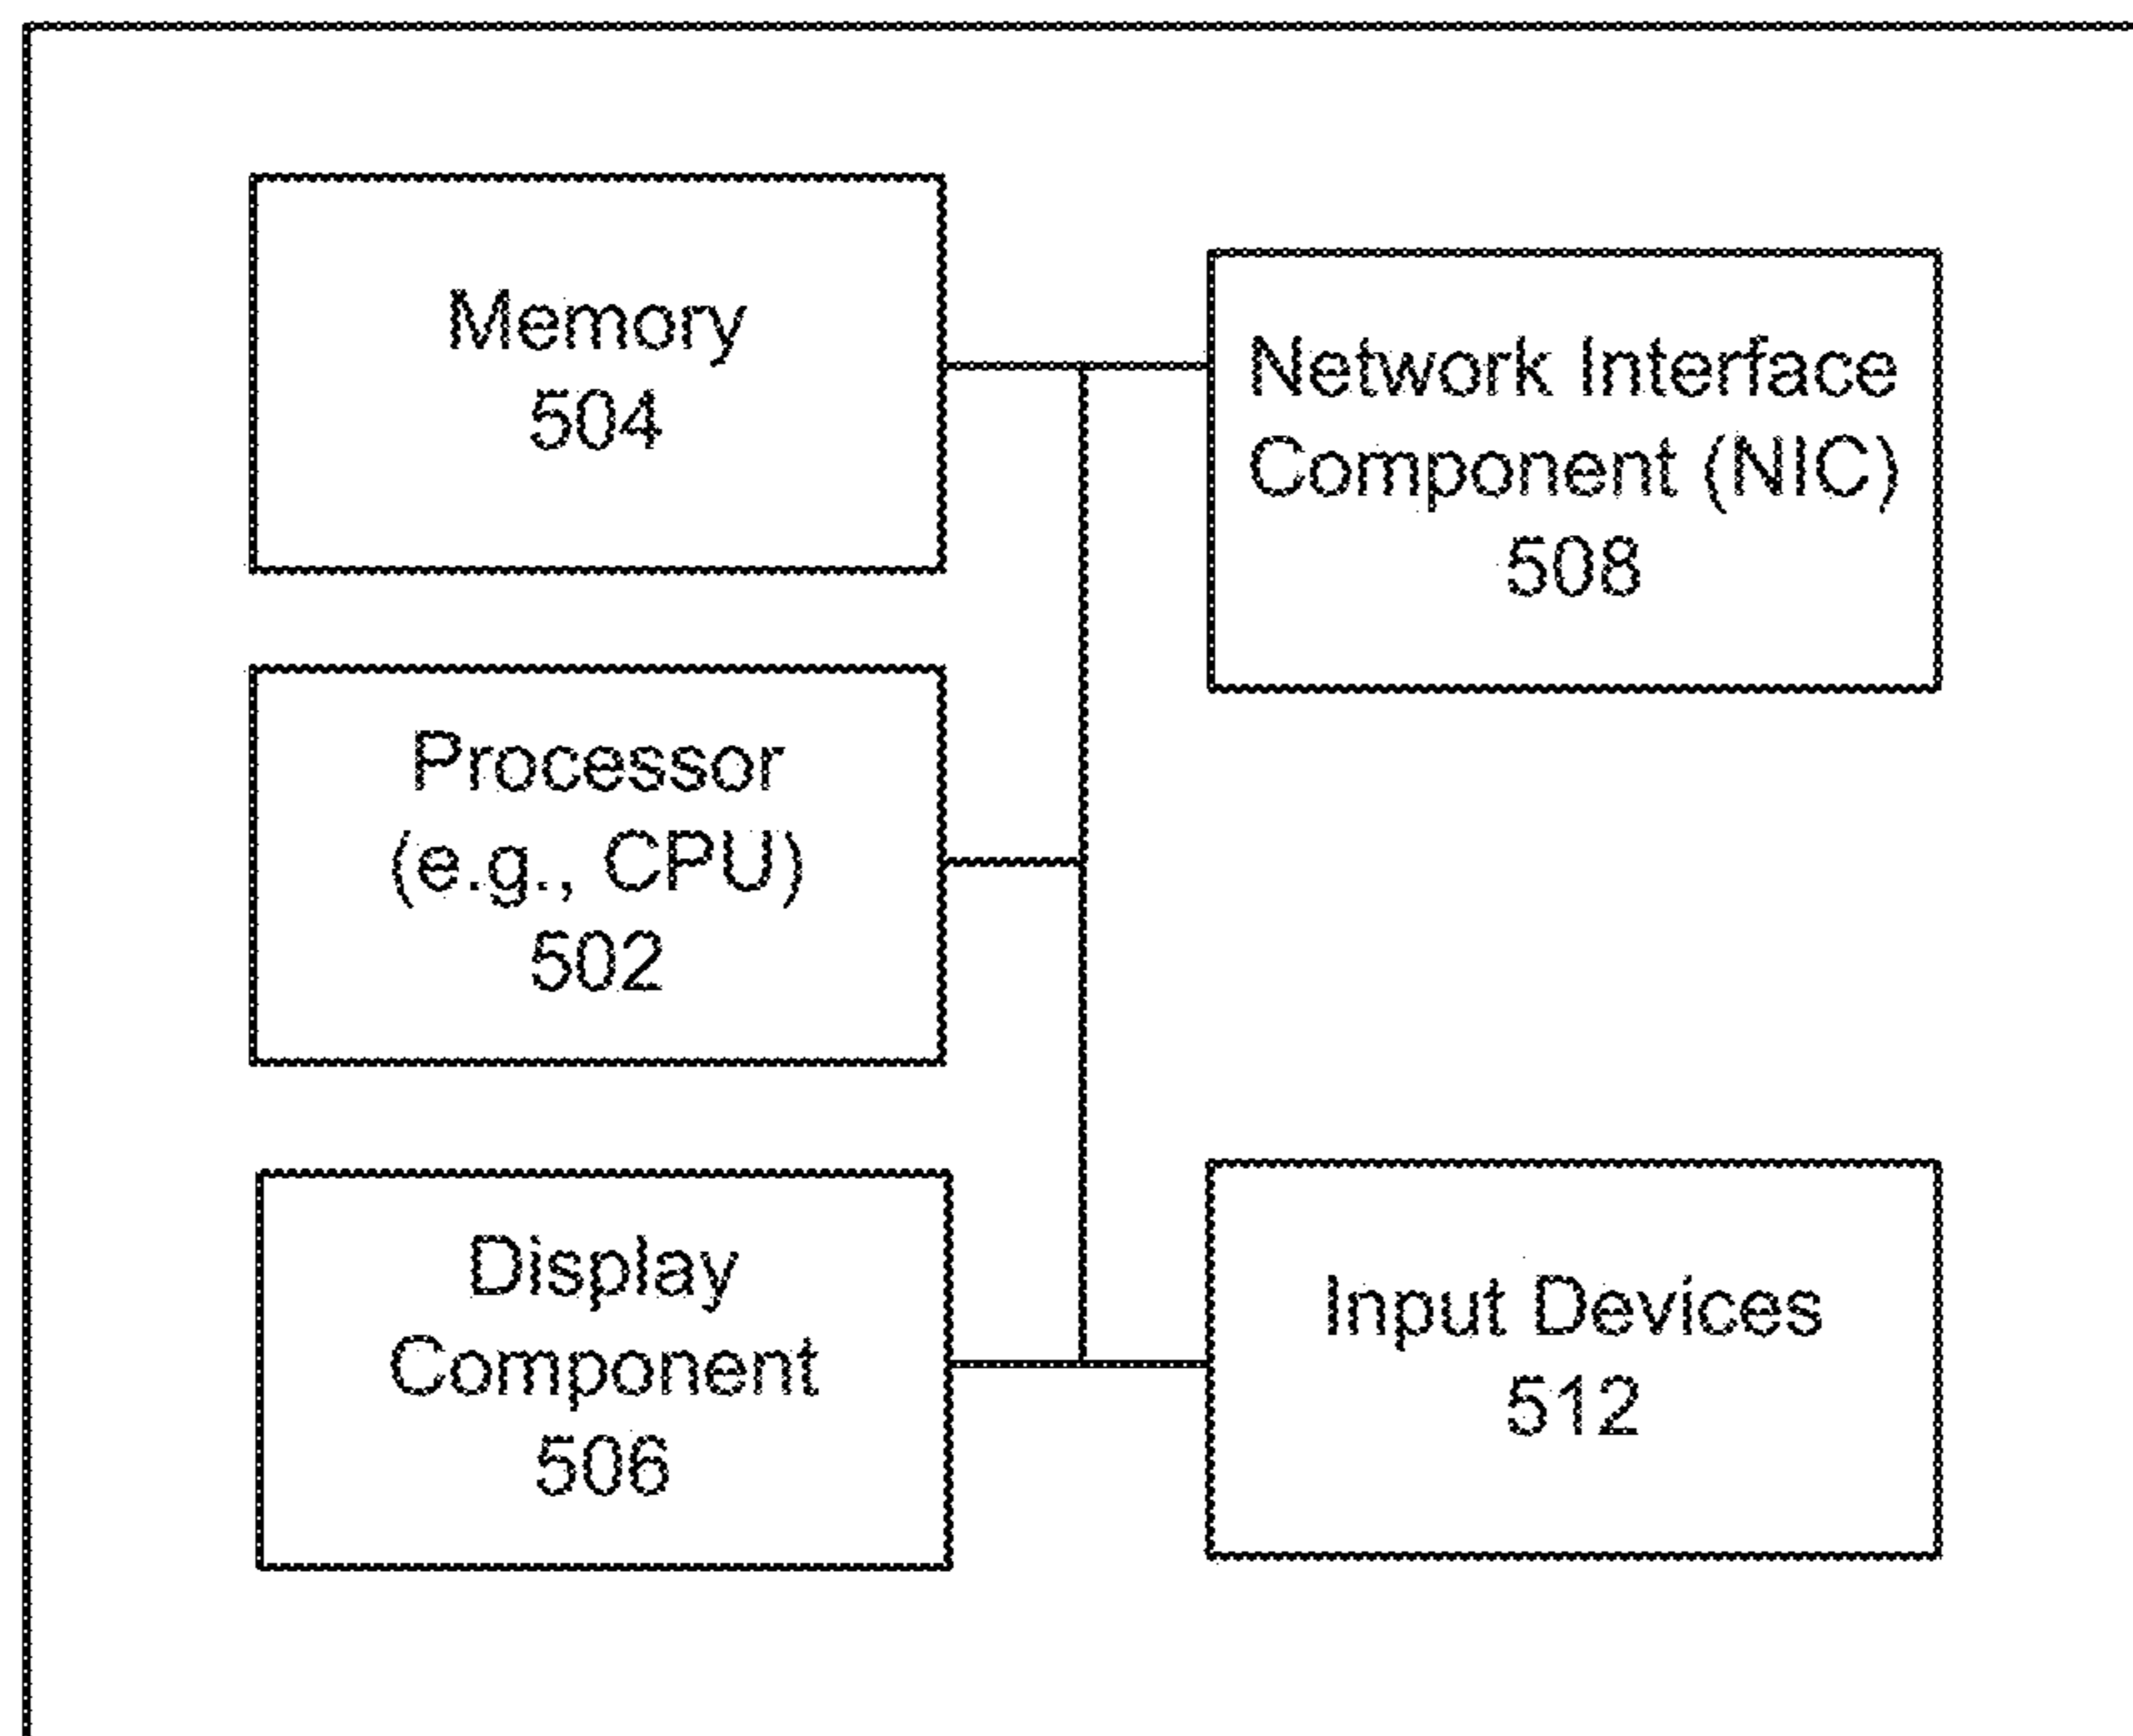 Memory
504
Network Interface
Component (NIC)
508
Processor
(e.g., CPU)
502
Display
Component
506
Input Devices
512